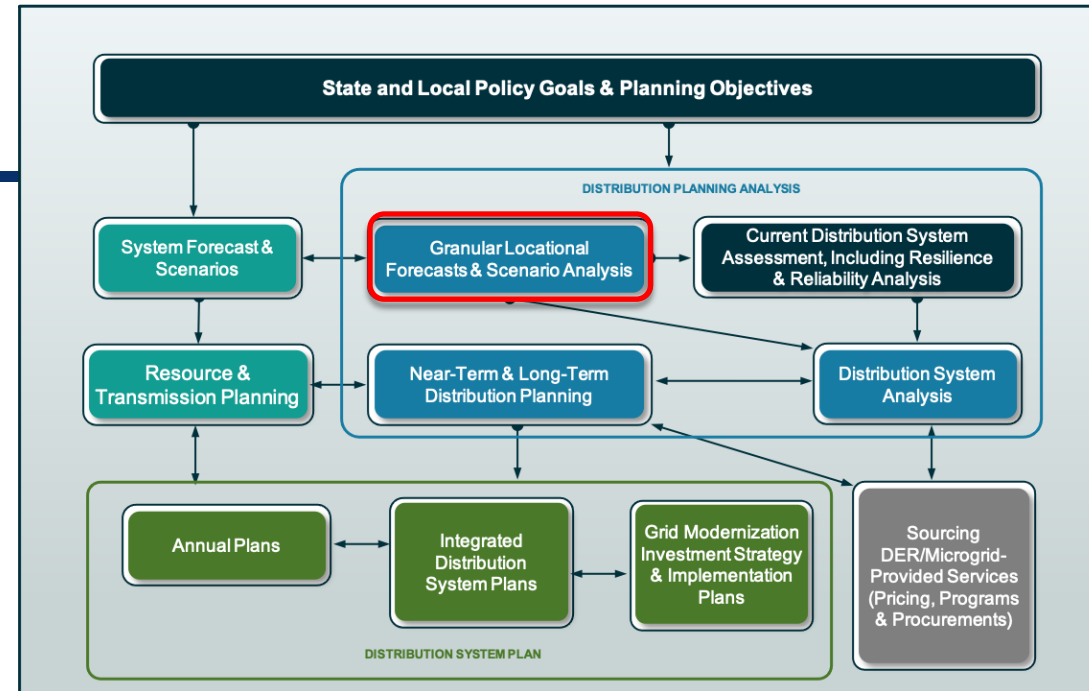 State and Local Policy Goals & Planning Objectives
DISTRIBUTION PLANNING ANALYSIS
System Forecast &
Scenarios
Granular Locational
Forecasts & Scenario Analysis
Current Distribution System
Assessment, Including Resilience
& Reliability Analysis
Resource &
Transmission Planning
Near-Term & Long-Term
Distribution Planning
Distribution System
Analysis
Annual Plans
Integrated
Distribution
System Plans
Grid Modernization
Investment Strategy
& Implementation
Plans
Sourcing
DER/Microgrid-
Provided Services
(Pricing, Programs
& Procurements)
DISTRIBUTION SYSTEM PLAN